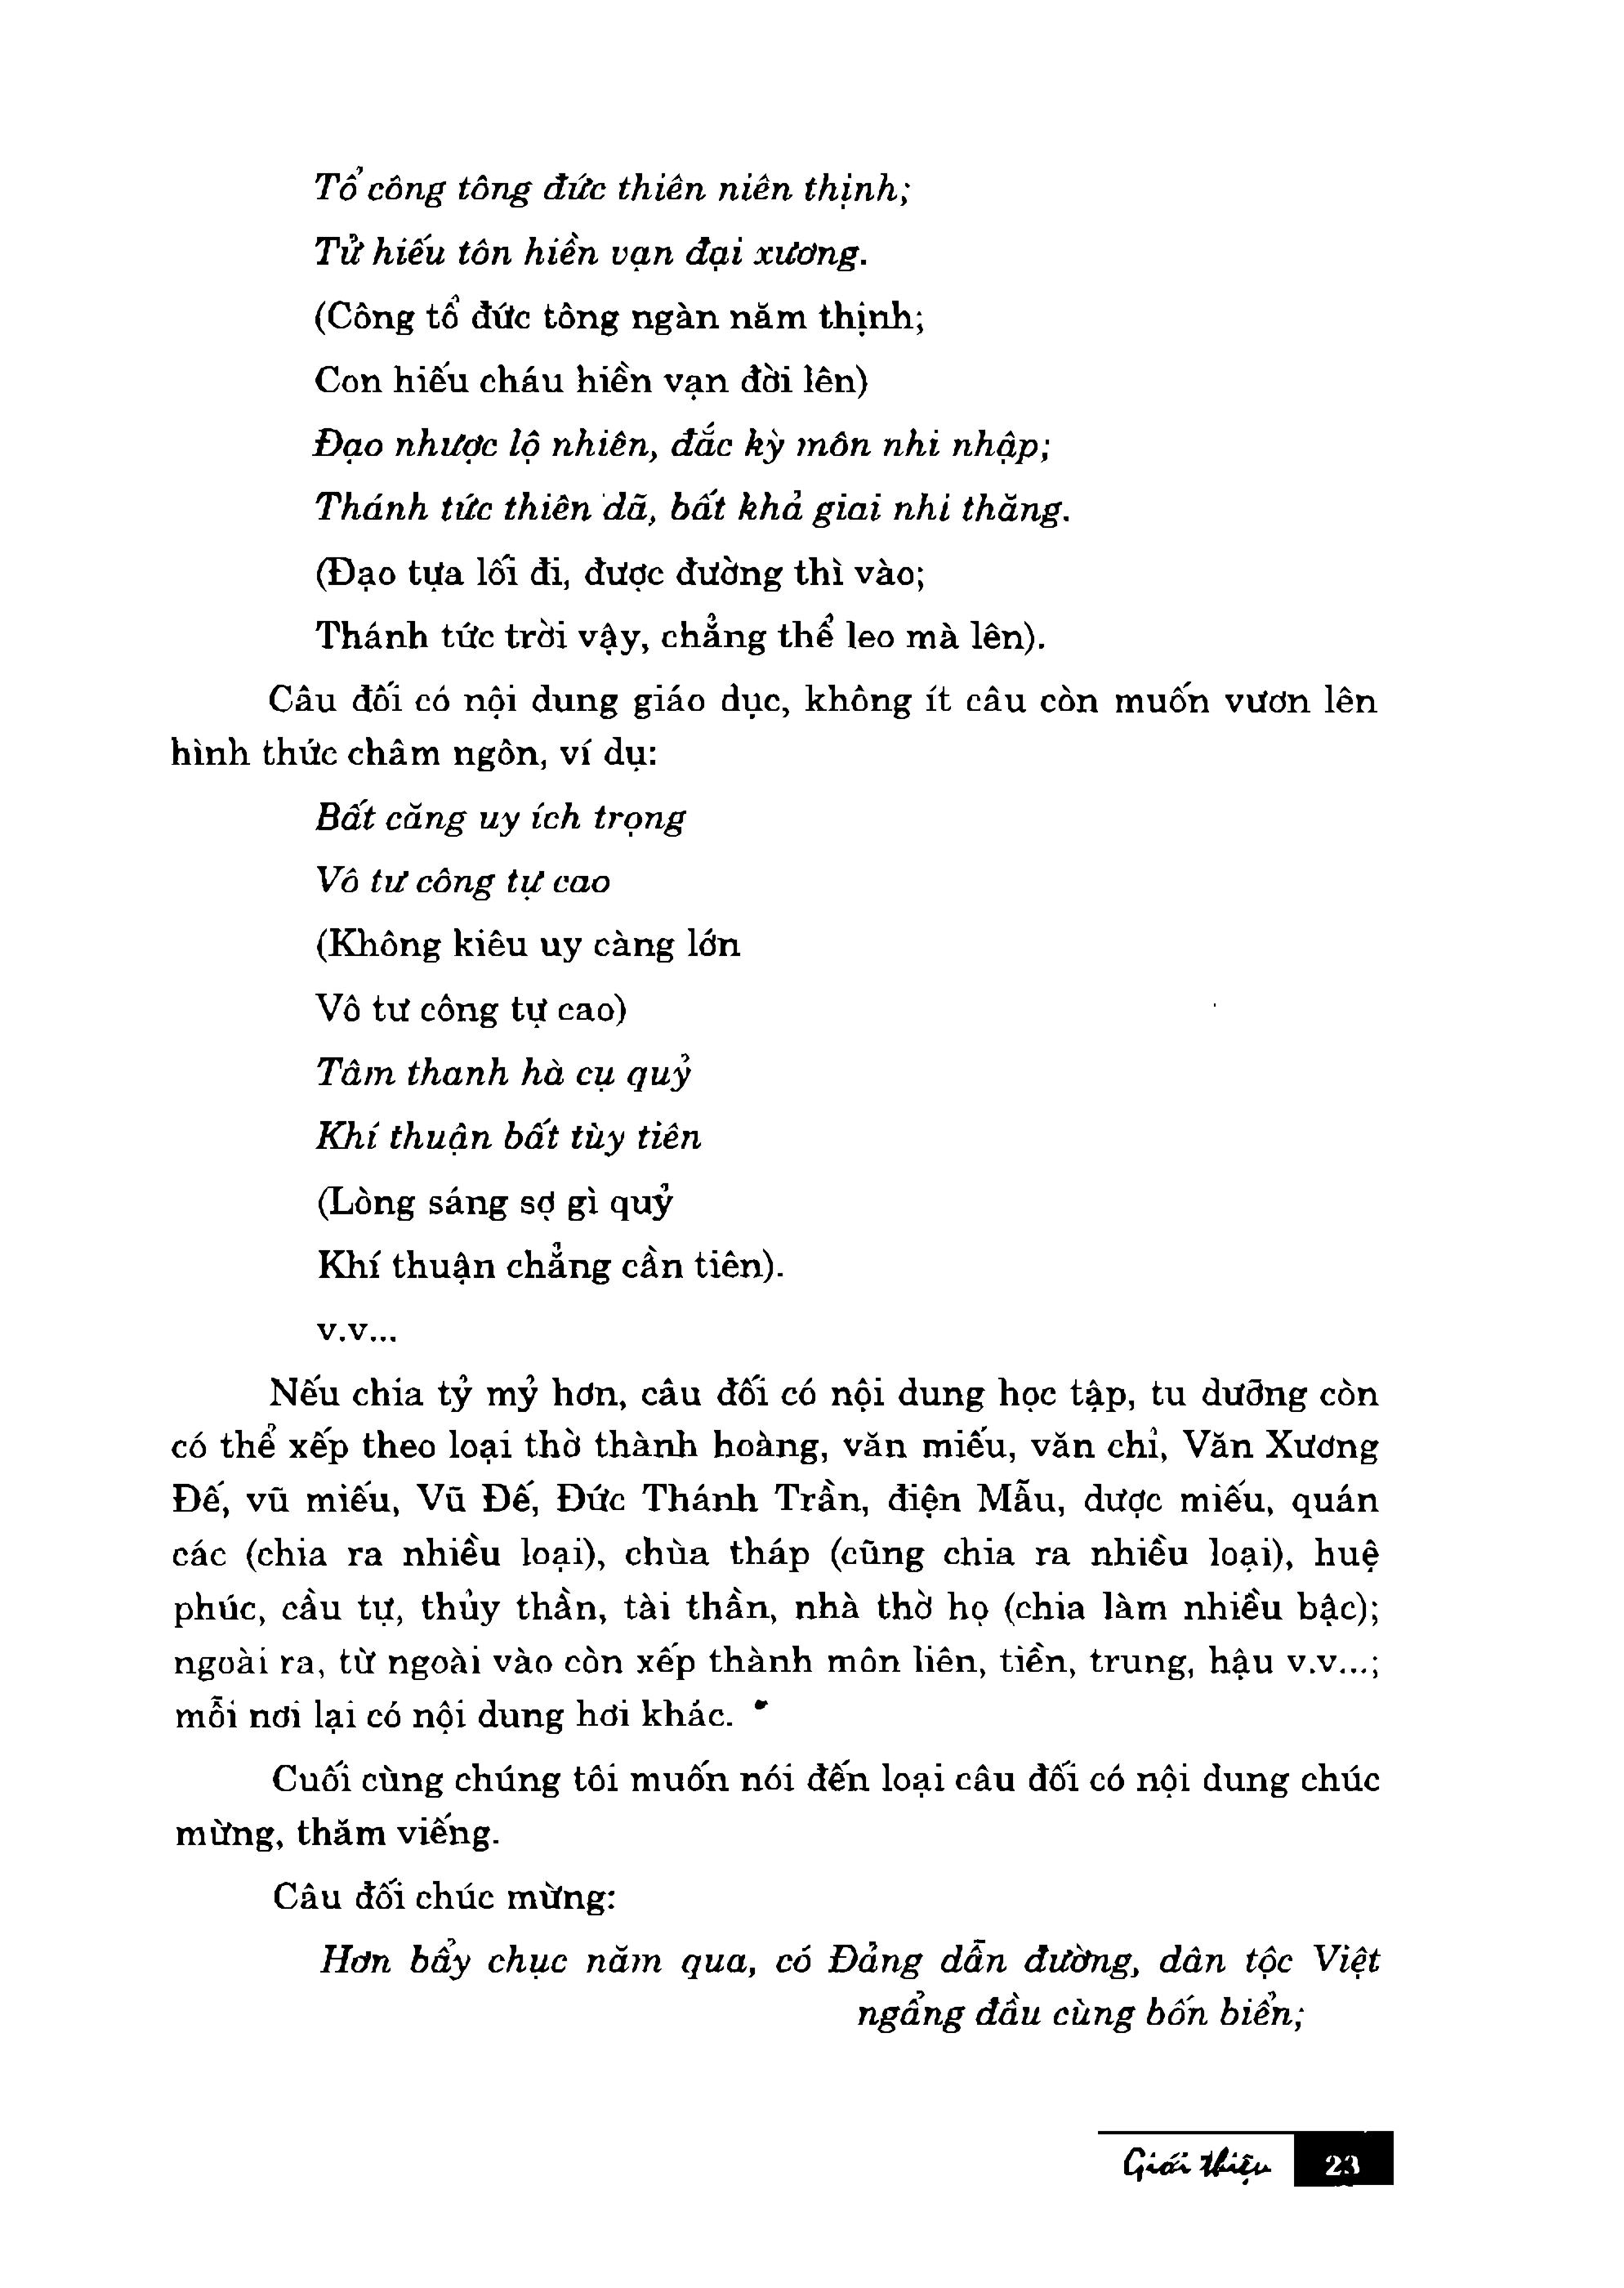 Tổ công tông đức thiên niên thịnh;
Tử hiếu tôn hiền vạn đại xương.
(Công tổ đức tông ngàn năm thịnh;
Con hiếu cháu hiền vạn đời lên)
Đạo nhược lộ nhiên, đắc kỳ môn nhi nhập;
Thánh tức thiên dã, bất khả giai nhi thăng.
(Đạo tựa lối đi, được đường thì vào;
Thánh tức trời vậy, chẳng thể leo mà lên).
Câu đối có nội dung giáo dục, không ít câu còn muốn vươn lên
hình thức châm ngôn, ví dụ:
Bất căng uy ích trọng
Vô tư công tự cao
(Không kiêu uy càng lớn
Vô tư công tự cao)
Tâm thanh hà cụ quỷ
Khí thuận bất tùy tiên
(Lòng sáng sợ gì quỷ
Khí thuận chẳng cần tiên).
v.v...
Nếu chia tỷ mỷ hơn, câu đối có nội dung học tập, tu dưỡng còn
có thể xếp theo loại thờ thành hoàng, văn miếu, văn chỉ, Văn Xương
Đế, vũ miếu, Vũ Đế, Đức Thánh Trần, điện Mẫu, dược miếu, quán
các (chia ra nhiều loại), chùa tháp (cũng chia ra nhiều loại), huệ
phúc, cầu tự, thủy thần, tài thần, nhà thờ họ (chia làm nhiều bậc);
ngoài ra, từ ngoài vào còn xếp thành môn liên, tiền, trung, hậu v.v...;
mỗi nơi lại có nội dung hơi khác.
Cuối cùng chúng tôi muốn nói đến loại câu đối có nội dung chúc
mừng, thăm viếng.
Câu đối chúc mừng:
Hơn bẩy chục năm qua, có Đảng dẫn đường, dân tộc Việt
ngẩng đầu cùng bốn biển;
Giới thiệu 23